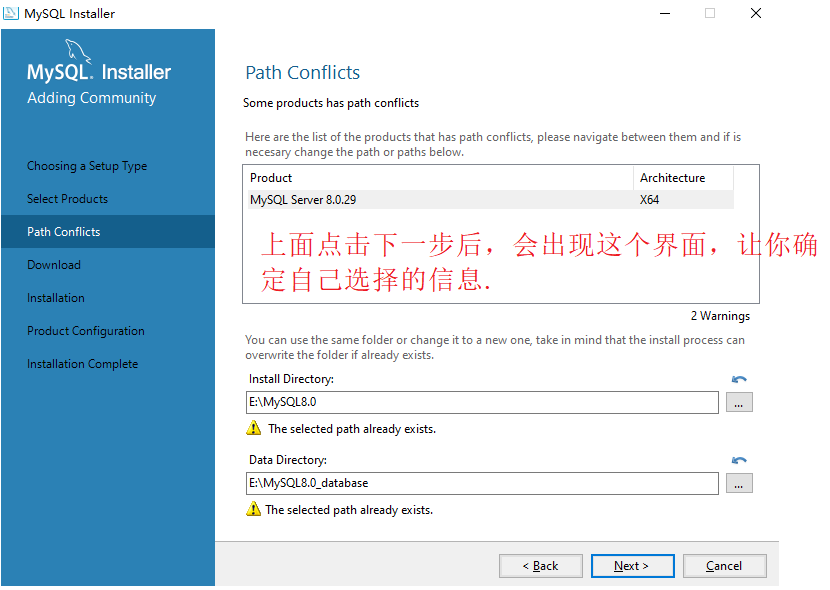 MySQL Installer
MySQL. Installer
Adding Community
Choosing a Setup Type
Select Products
Path Conflicts
Download
Installation
Product Configuration
Installation Complete
Path Conflicts
Some products has path conflicts
Here are the list of the products that has path conflicts, please navigate between them and if is
necesary change the path or paths below.
Product Architecture
MySQL Server 8.0.29 X64
上面点击下一步后，会出现这个界面，让你确
定自己选择的信息.
2 Warnings
You can use the same folder or change it to a new one, take in mind that the install process can
overwrite the folder if already exists.
Install Directory:
E:\MySQL8.0 ...
The selected path already exists.
Data Directory:
E:\MySQL8.0_database ...
The selected path already exists.
< Back Next > Cancel